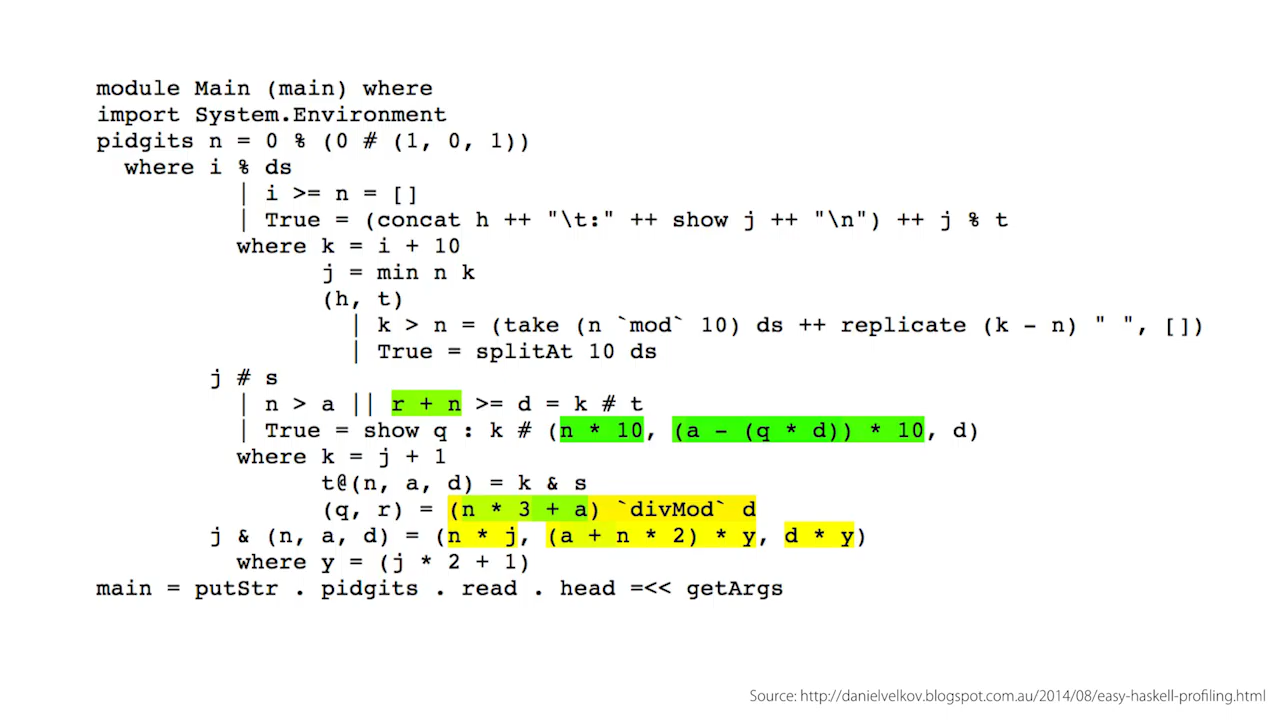 module Main (main) where
import System.Environment
pidgits n = 0 % (0 # (1, 0, 1))
  where i % ds
          | i >= n = []
          | True = (concat h ++ "\t:" ++ show j ++ "\n") ++ j % t
          where k = i + 10
                j = min n k
                (h, t)
                  | k > n = (take (n `mod` 10) ds ++ replicate (k - n) " ", [])
                  | True = splitAt 10 ds
        j # s
          | n > a || r + n >= d = k # t
          | True = show q : k # (n * 10, (a - (q * d)) * 10, d)
          where k = j + 1
                t@(n, a, d) = k & s
                (q, r) = (n * 3 + a) `divMod` d
        j & (n, a, d) = (n * j, (a + n * 2) * y, d * y)
          where y = (j * 2 + 1)
main = putStr . pidgits . read . head =<< getArgs
Source: http://danielvelkov.blogspot.com.au/2014/08/easy-haskell-profiling.html